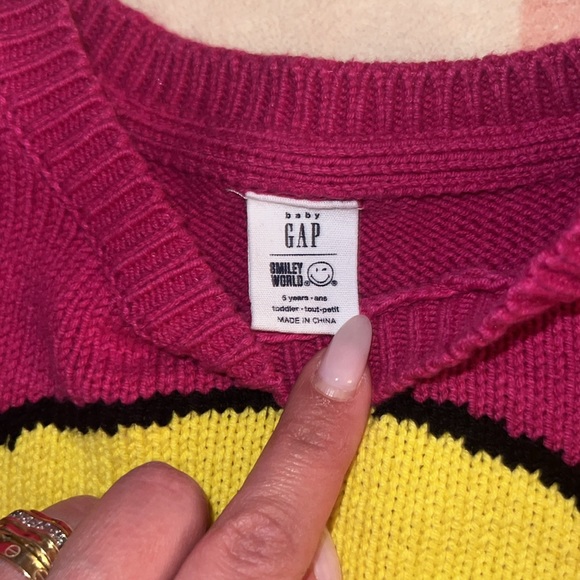 baby
GAP
SMILEY
WORLD
5 years - ans
toddler - tout-petit
MADE IN CHINA